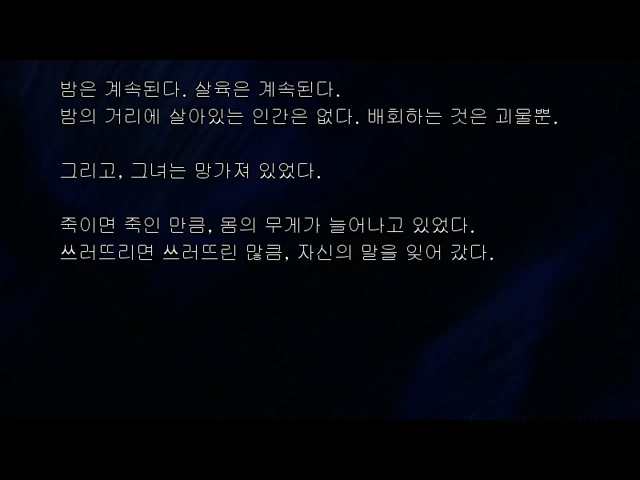 밤은 계속된다. 살육은 계속된다.
밤의 거리에 살아있는 인간은 없다. 배회하는 것은 괴물뿐.
그리고, 그녀는 망가져 있었다.
죽이면 죽인 만큼, 몸의 무게가 늘어나고 있었다.
쓰러뜨리면 쓰러뜨린 많큼, 자신의 말을 잊어 갔다.